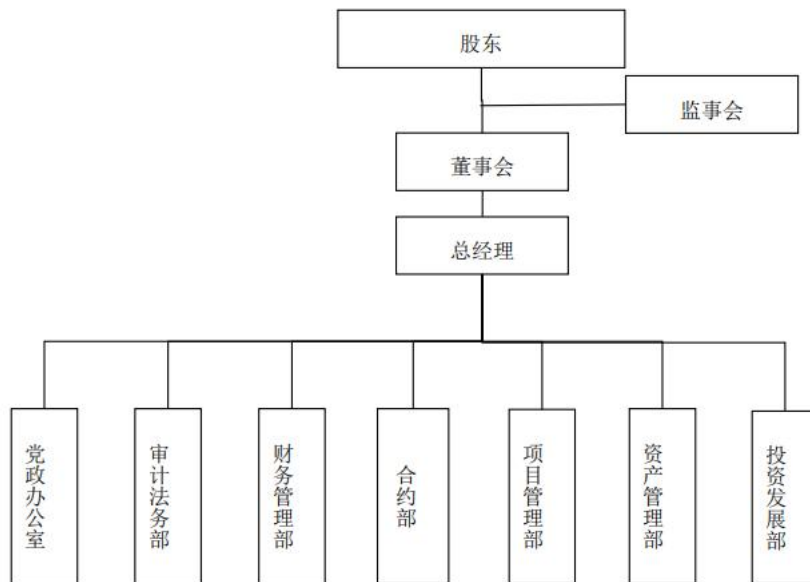 股东
监事会
董事会
总经理
党政办公室
审计法务部
财务管理部
合约部
项目管理部
资产管理部
投资发展部